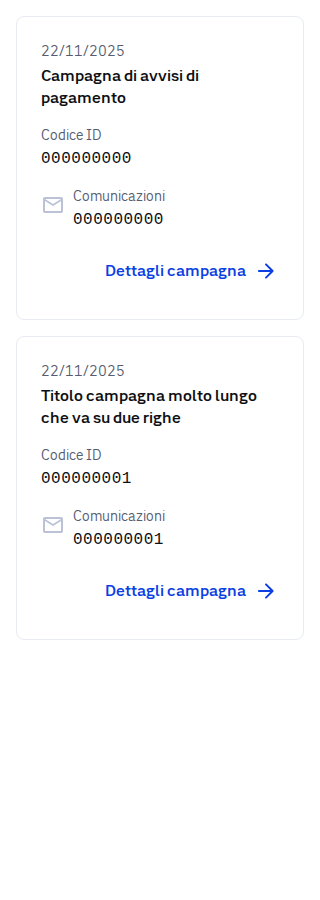 22/11/2025
Campagna di avvisi di
pagamento
Codice ID
000000000
Comunicazioni
000000000
Dettagli campagna
22/11/2025
Titolo campagna molto lungo
che va su due righe
Codice ID
000000001
Comunicazioni
000000001
Dettagli campagna